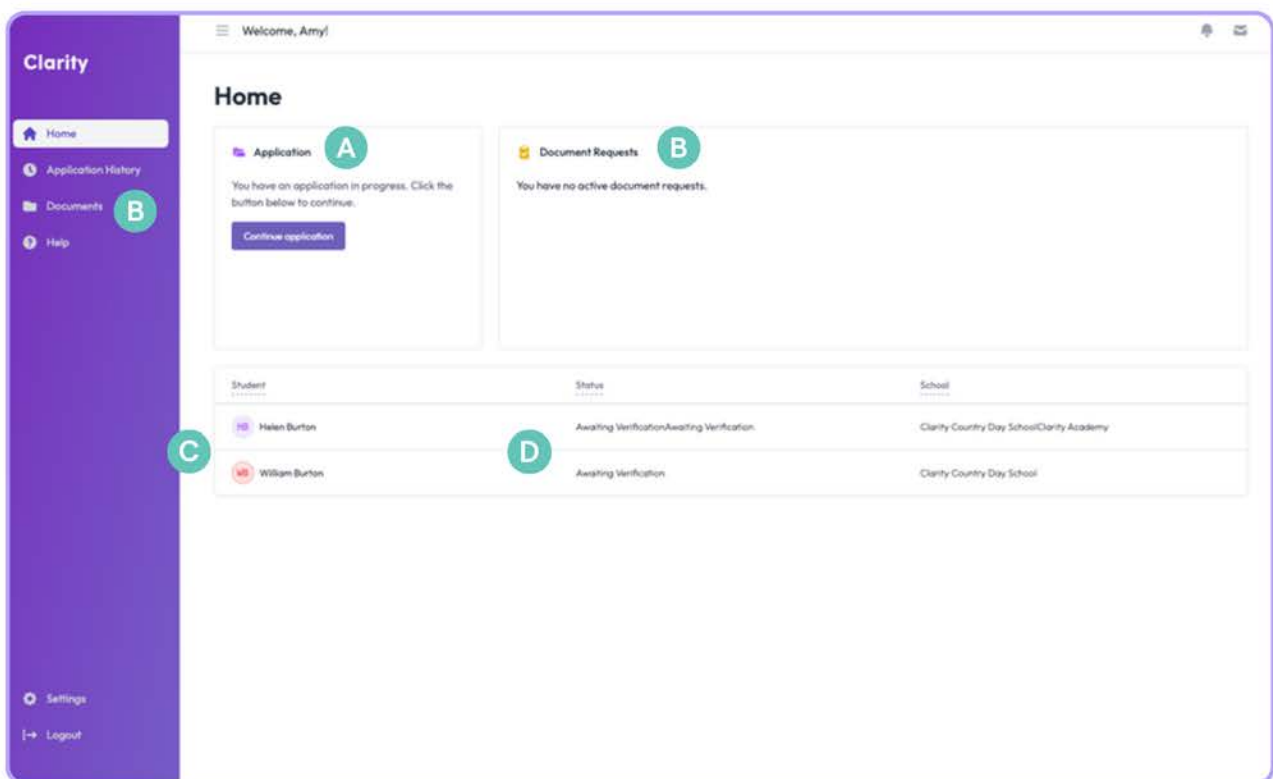 Clarity
Home
Application History
Documents
B
Help
Settings
Logout
Welcome, Amy!
Home
Application
A
You have an application in progress. Click the
button below to continue.
Continue application
Document Requests
B
You have no active document requests.
Student Status School
C
HB Helen Burton Awaiting VerificationAwaiting Verification Clarity Country Day SchoolClarity Academy
D
WB William Burton Awaiting Verification Clarity Country Day School